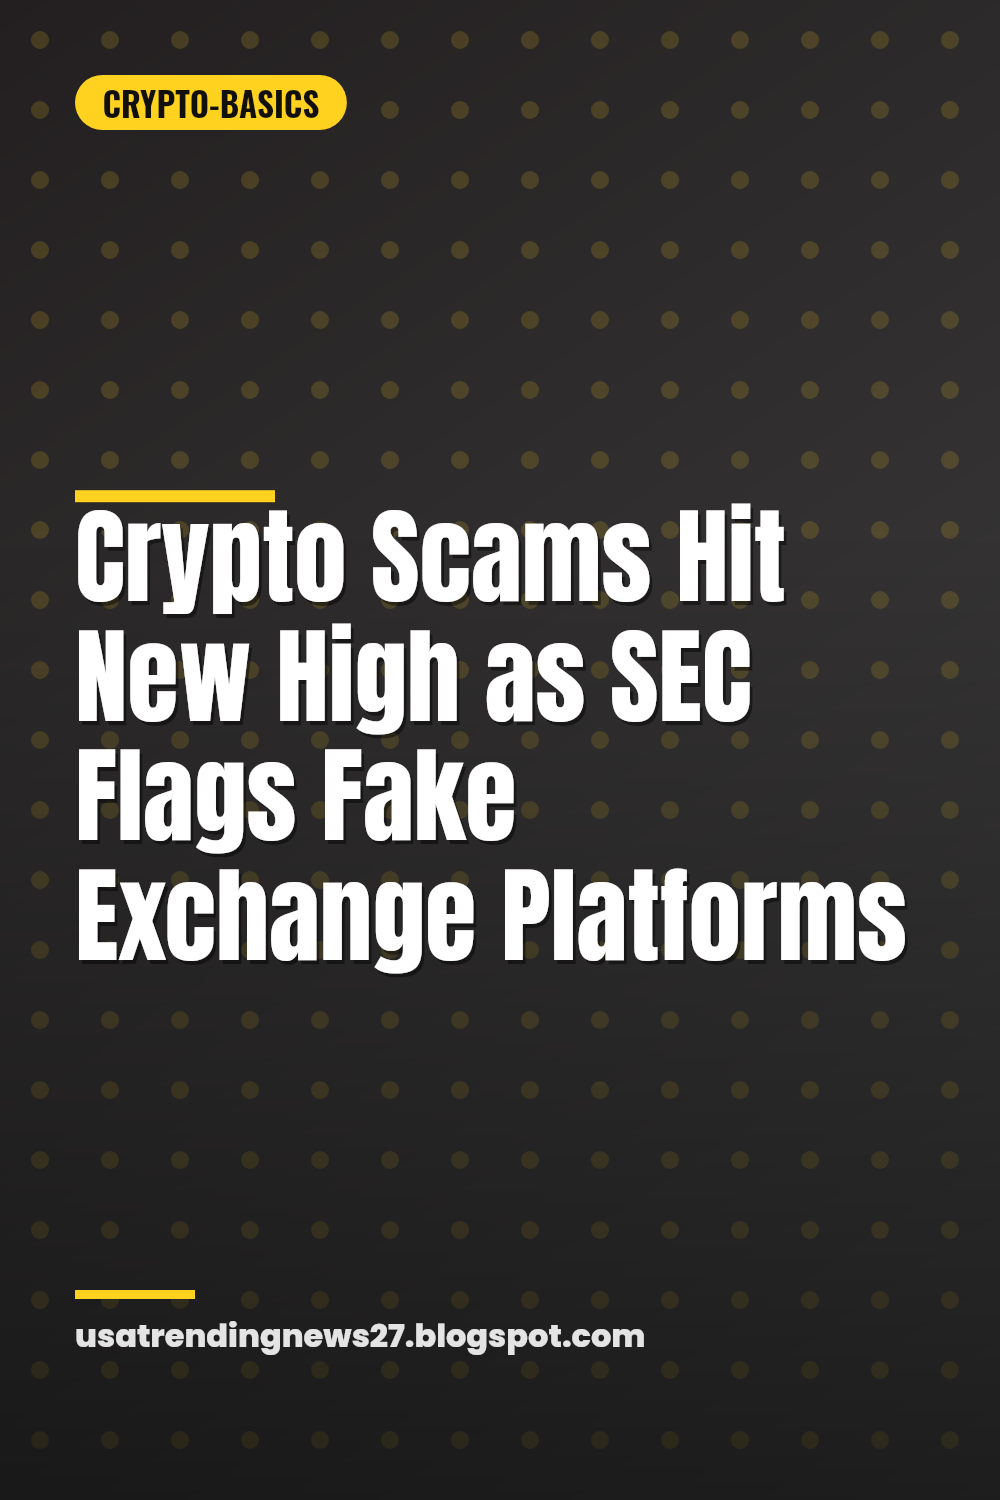 CRYPTO-BASICS
Crypto Scams Hit
New High as SEC
Flags Fake
Exchange Platforms
usatrendingnews27.blogspot.com